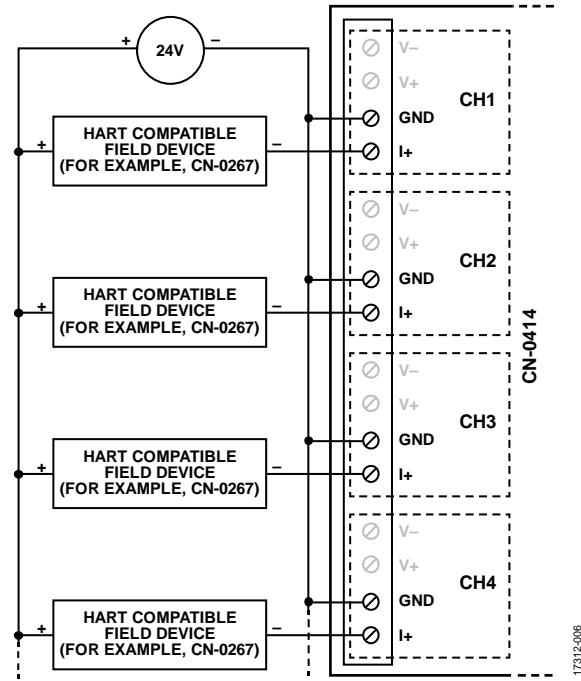 + 24V −
V−
V+
CH1
GND
I+
+ HART COMPATIBLE −
FIELD DEVICE
(FOR EXAMPLE, CN-0267)
V−
V+
CH2
GND
I+
+ HART COMPATIBLE −
FIELD DEVICE
(FOR EXAMPLE, CN-0267)
CN-0414
V−
V+
CH3
GND
I+
+ HART COMPATIBLE −
FIELD DEVICE
(FOR EXAMPLE, CN-0267)
V−
V+
CH4
GND
I+
+ HART COMPATIBLE −
FIELD DEVICE
(FOR EXAMPLE, CN-0267)
17312-006